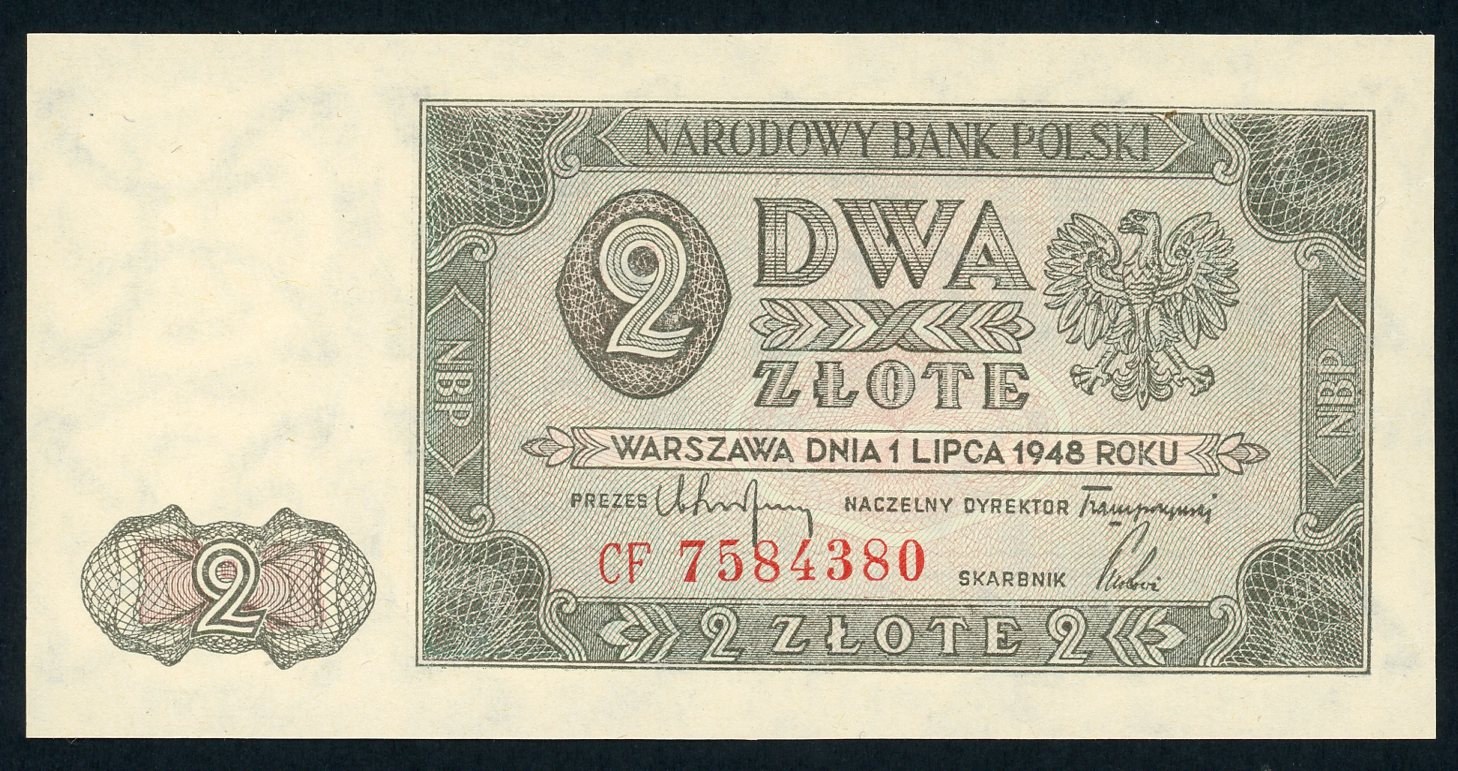 NARODOWY BANK POLSKI
2
DWA
ZŁOTE
NBP
NBP
WARSZAWA DNIA 1 LIPCA 1948 ROKU
PREZES NACZELNY DYREKTOR
CF 7584380
SKARBNIK
2
2 ZŁOTE 2